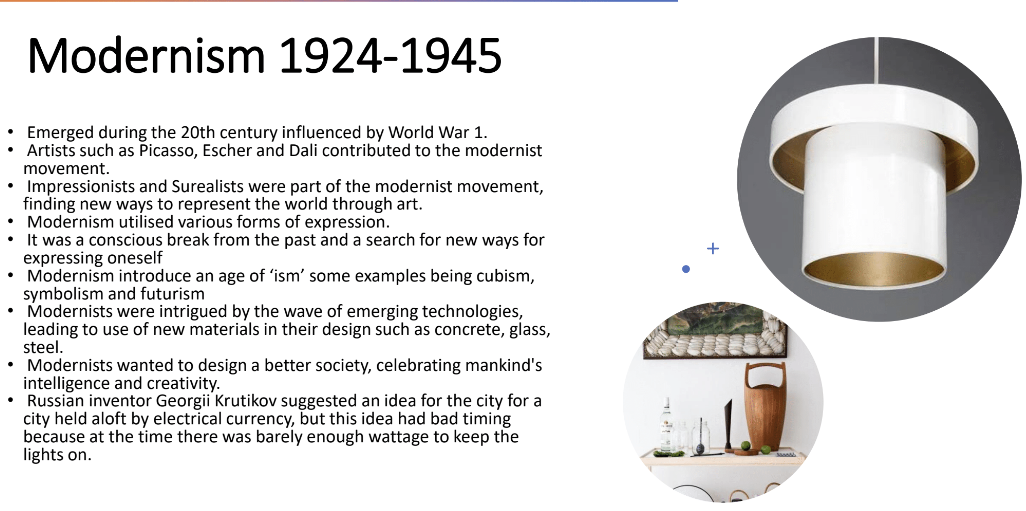 Modernism 1924-1945
• Emerged during the 20th century influenced by World War 1.
• Artists such as Picasso, Escher and Dali contributed to the modernist
movement.
• Impressionists and Surealists were part of the modernist movement,
finding new ways to represent the world through art.
• Modernism utilised various forms of expression.
• It was a conscious break from the past and a search for new ways for
expressing oneself
• Modernism introduce an age of ‘ism’ some examples being cubism,
symbolism and futurism
• Modernists were intrigued by the wave of emerging technologies,
leading to use of new materials in their design such as concrete, glass,
steel.
• Modernists wanted to design a better society, celebrating mankind's
intelligence and creativity.
• Russian inventor Georgii Krutikov suggested an idea for the city for a
city held aloft by electrical currency, but this idea had bad timing
because at the time there was barely enough wattage to keep the
lights on.